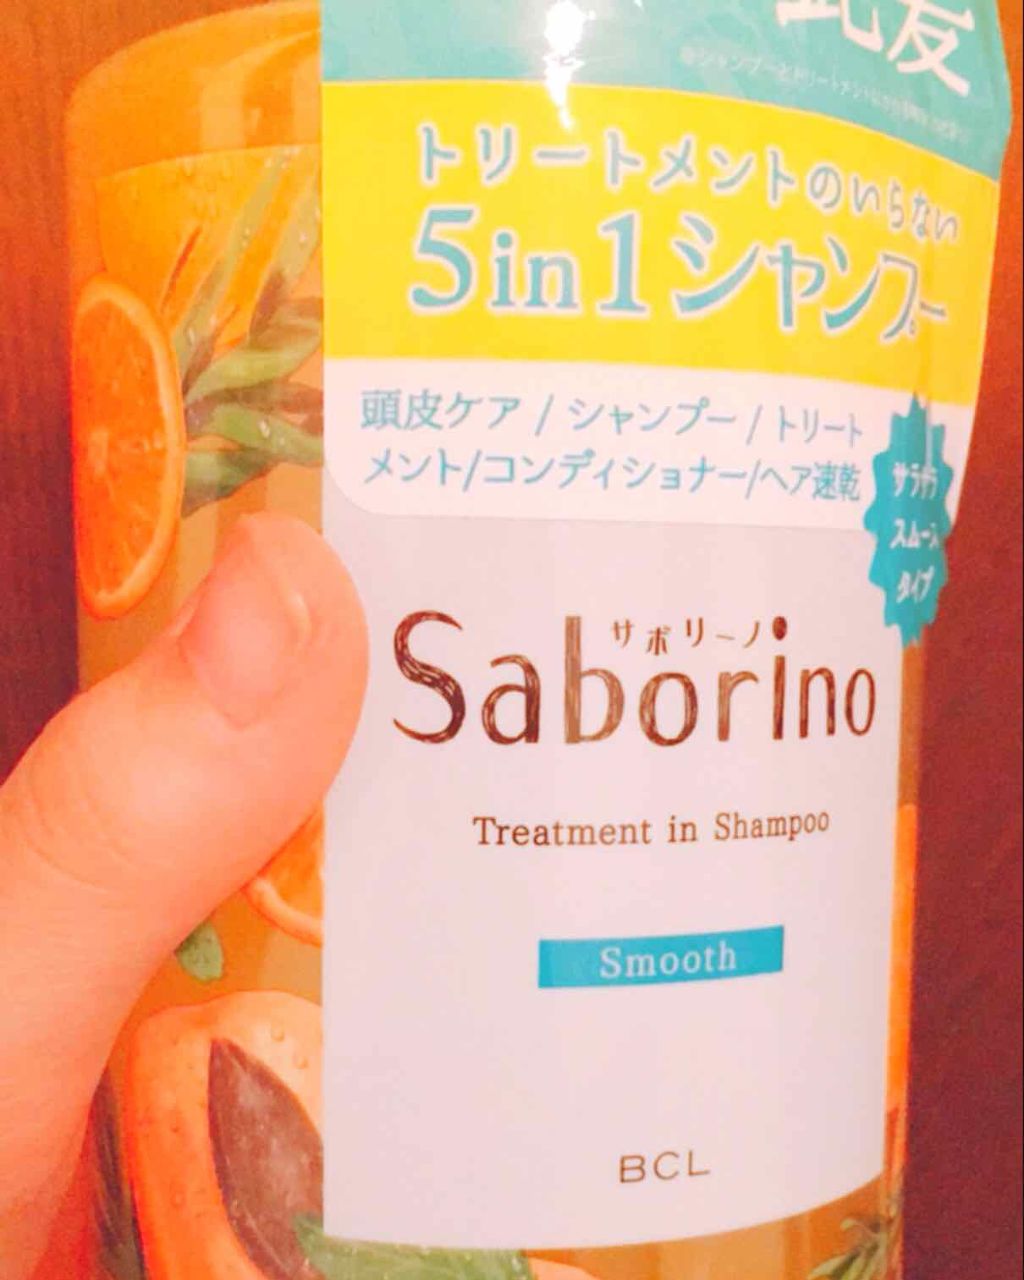 トリートメントのいらない
5in1シャンプー
頭皮ケア / シャンプー / トリート
メント/コンディショナー/ヘア速乾
サラサラ
スムース
タイプ
サボリーノ
Saborino
Treatment in Shampoo
Smooth
BCL